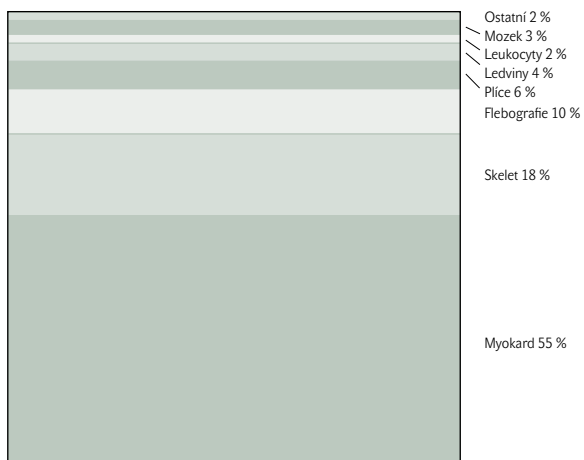 Ostatní 2 %
Mozek 3 %
Leukocyty 2 %
Ledviny 4 %
Plíce 6 %
Flebografie 10 %
Skelet 18 %
Myokard 55 %